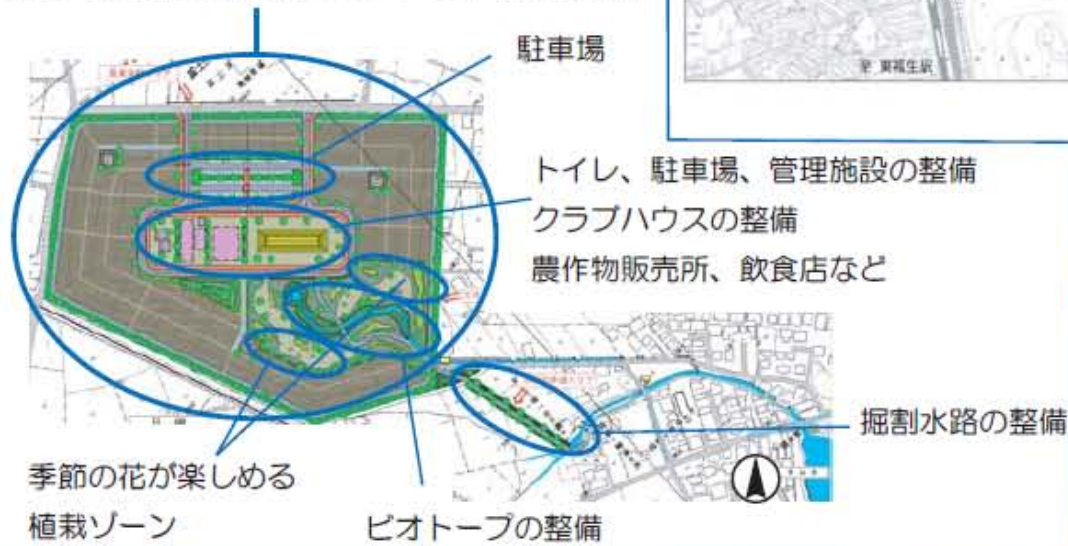 至 東福生駅
駐車場
トイレ、駐車場、管理施設の整備
クラブハウスの整備
農作物販売所、飲食店など
掘割水路の整備
季節の花が楽しめる
植栽ゾーン
ビオトープの整備